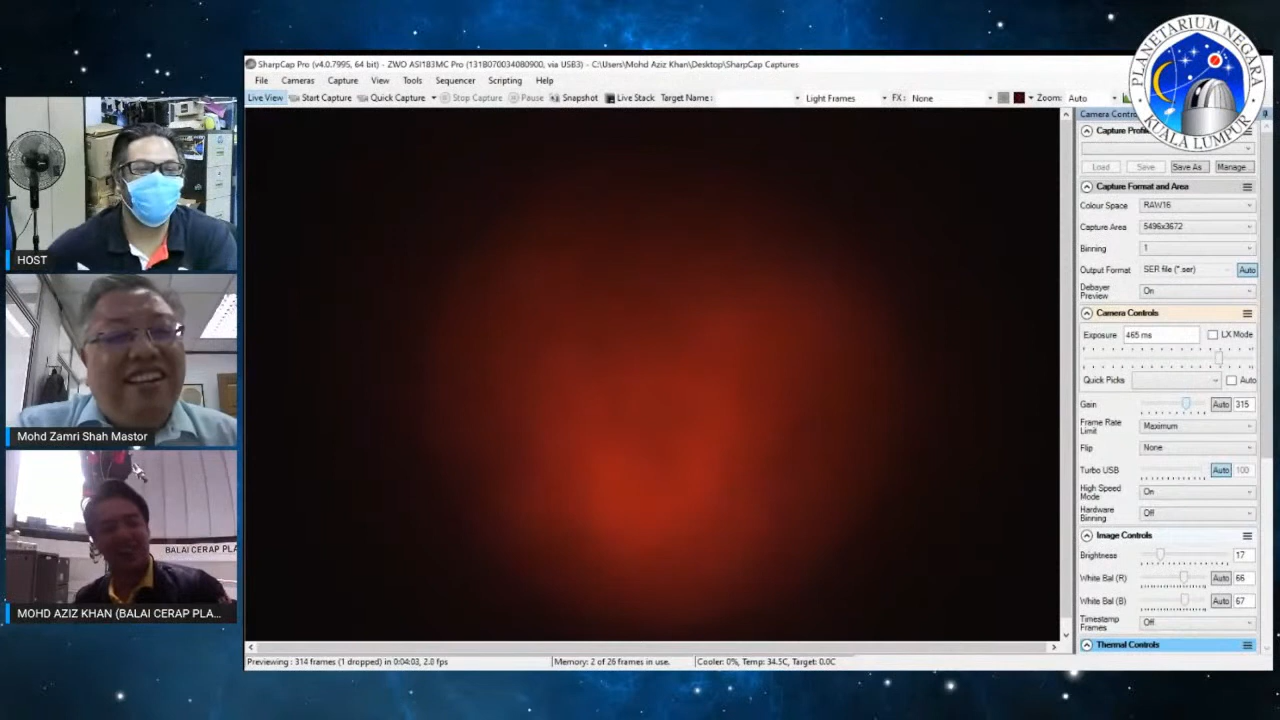 SharpCap Pro (v4.0.7995, 64 bit) - ZWO ASI183MC Pro (131B070034080900, via USB3) - C:\Users\Mohd Aziz Khan\Desktop\SharpCap Captures
File Cameras Capture View Tools Sequencer Scripting Help
Live View Start Capture Quick Capture Stop Capture Pause Snapshot Live Stack Target Name: Light Frames FX: None Zoom: Auto
PLANETARIUM NEGARA
KUALA LUMPUR
HOST
Mohd Zamri Shah Mastor
BALAI CERAP PLA
MOHD AZIZ KHAN (BALAI CERAP PLA...
Camera Contro
Capture Profil
Load Save Save As Manage...
Capture Format and Area
Colour Space RAW16
Capture Area 5496x3672
Binning 1
Output Format SER file (*.ser) Auto
Debayer
Preview On
Camera Controls
Exposure 465 ms LX Mode
Quick Picks Auto
Gain Auto 315
Frame Rate
Limit Maximum
Flip None
Turbo USB Auto 100
High Speed
Mode On
Hardware
Binning Off
Image Controls
Brightness 17
White Bal (R) Auto 66
White Bal (B) Auto 67
Timestamp
Frames Off
Thermal Controls
Previewing : 314 frames (1 dropped) in 0:04:03, 2.0 fps Memory: 2 of 26 frames in use. Cooler: 0%, Temp: 34.5C, Target: 0.0C